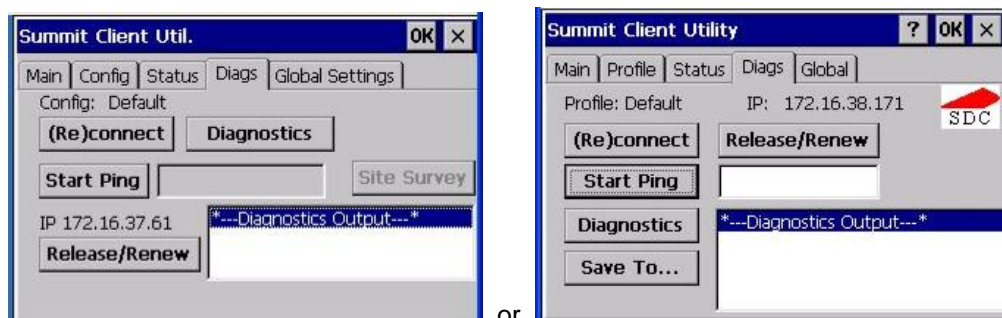 Summit Client Util. OK ×
Main Config Status Diags Global Settings
Config: Default
(Re)connect Diagnostics
Start Ping Site Survey
IP 172.16.37.61 *---Diagnostics Output---*
Release/Renew
or
Summit Client Utility ? OK ×
Main Profile Status Diags Global
Profile: Default IP: 172.16.38.171 SDC
(Re)connect Release/Renew
Start Ping
Diagnostics *---Diagnostics Output---*
Save To...